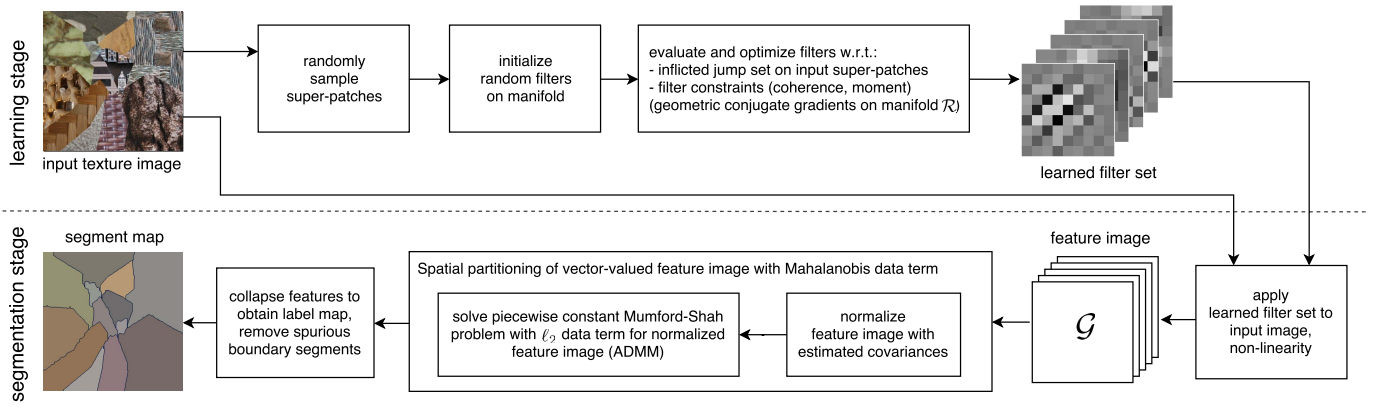 learning stage
input texture image
randomly
sample
super-patches
initialize
random filters
on manifold
evaluate and optimize filters w.r.t.:
- inflicted jump set on input super-patches
- filter constraints (coherence, moment)
(geometric conjugate gradients on manifold ℛ)
learned filter set
segmentation stage
segment map
collapse features to
obtain label map,
remove spurious
boundary segments
Spatial partitioning of vector-valued feature image with Mahalanobis data term
solve piecewise constant Mumford-Shah
problem with ℓ₂ data term for normalized
feature image (ADMM)
normalize
feature image with
estimated covariances
feature image
𝒢
apply
learned filter set to
input image,
non-linearity